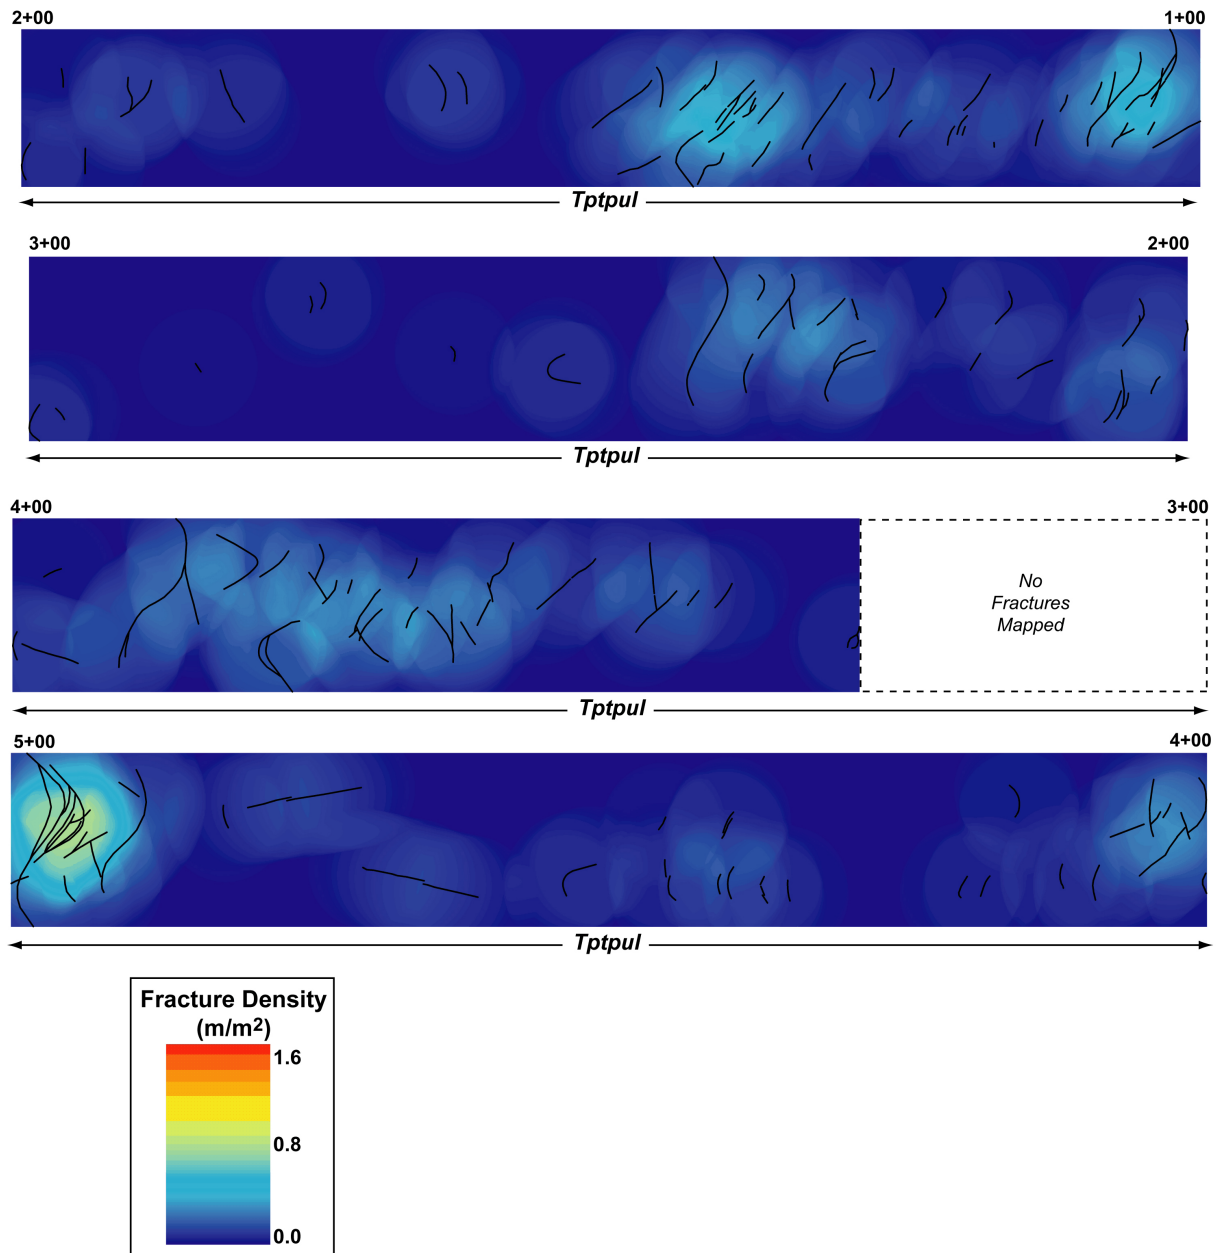 2+00 1+00
Tptpul
3+00 2+00
Tptpul
4+00 3+00
No
Fractures
Mapped
Tptpul
5+00 4+00
Tptpul
Fracture Density
(m/m2)
1.6
0.8
0.0